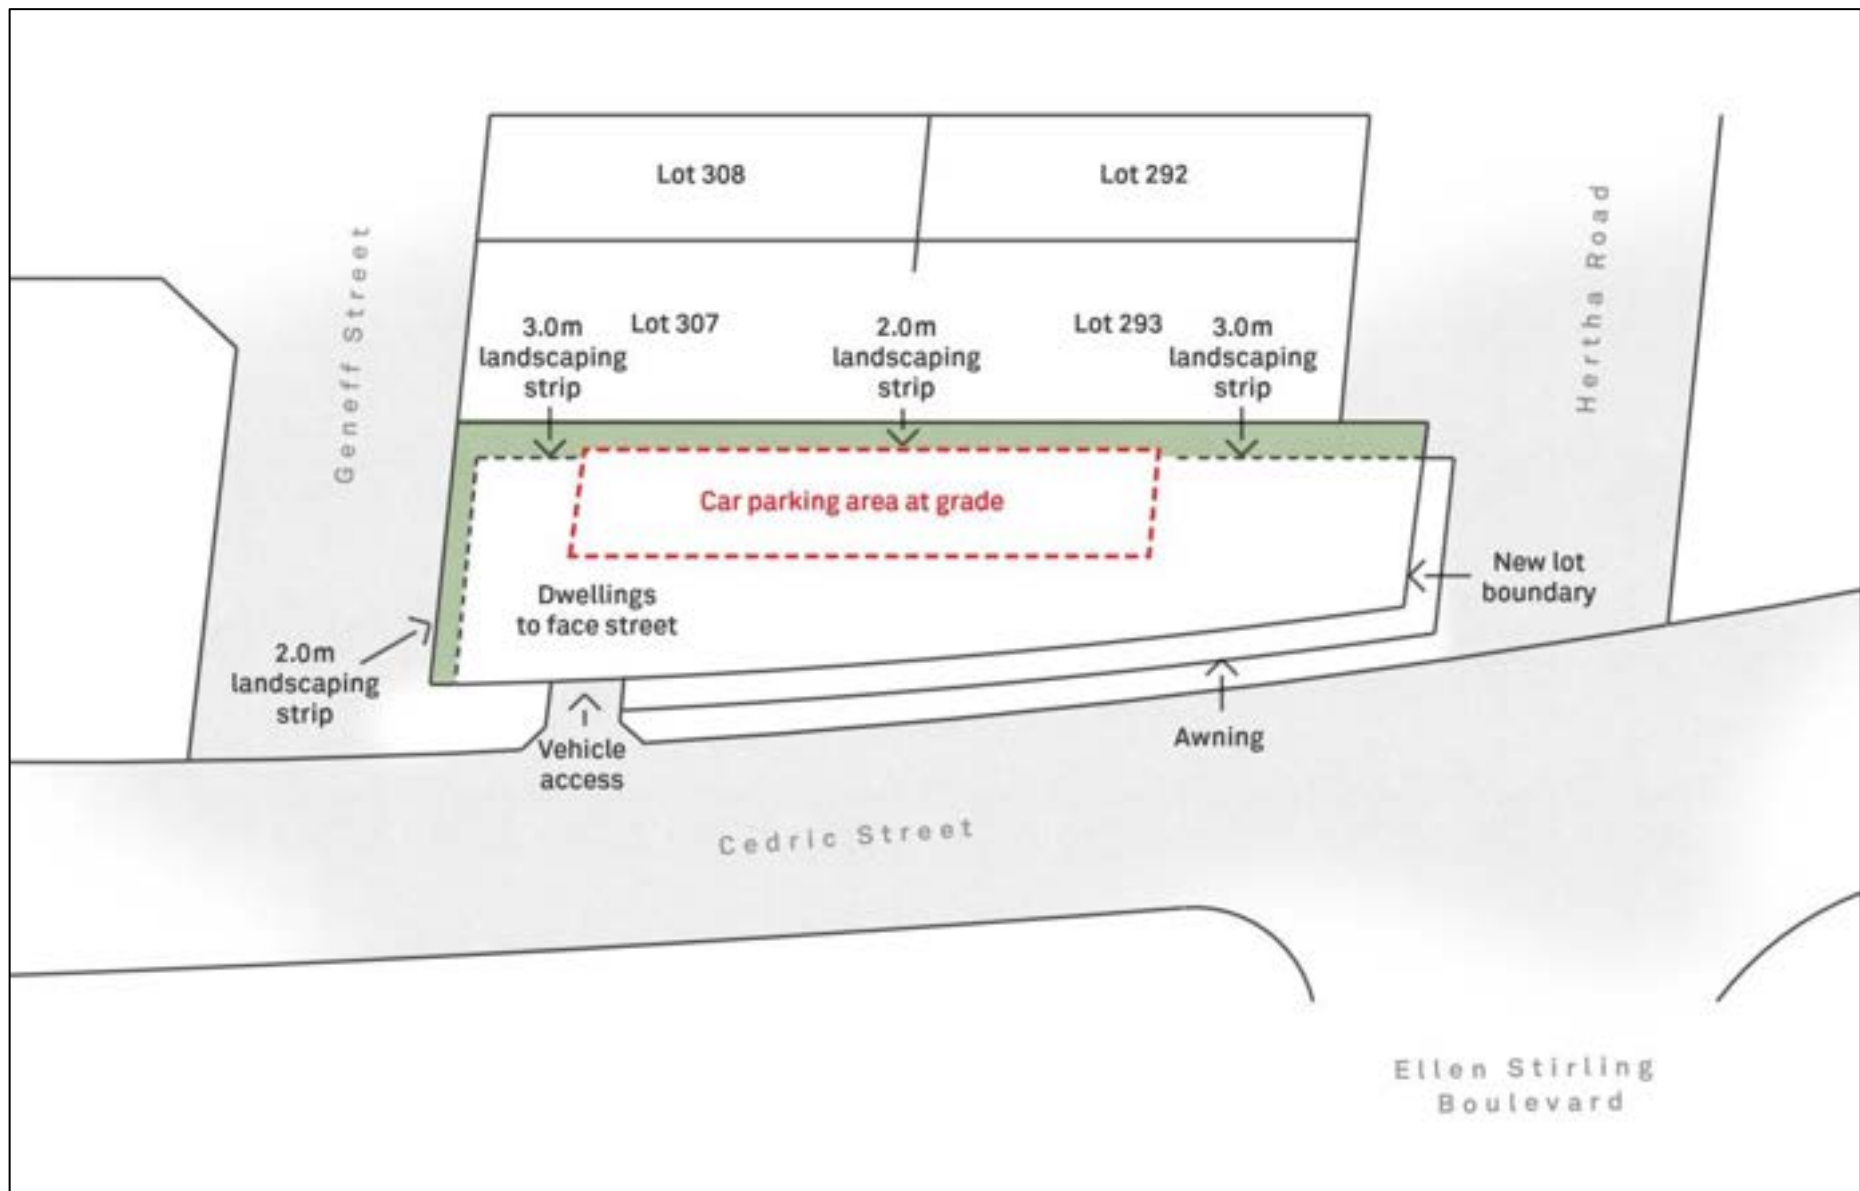 Lot 308
Lot 292
Geneff Street
Hertha Road
3.0m
landscaping
strip
Lot 307
2.0m
landscaping
strip
Lot 293
3.0m
landscaping
strip
Car parking area at grade
New lot
boundary
Dwellings
to face street
2.0m
landscaping
strip
Vehicle
access
Awning
Cedric Street
Ellen Stirling
Boulevard